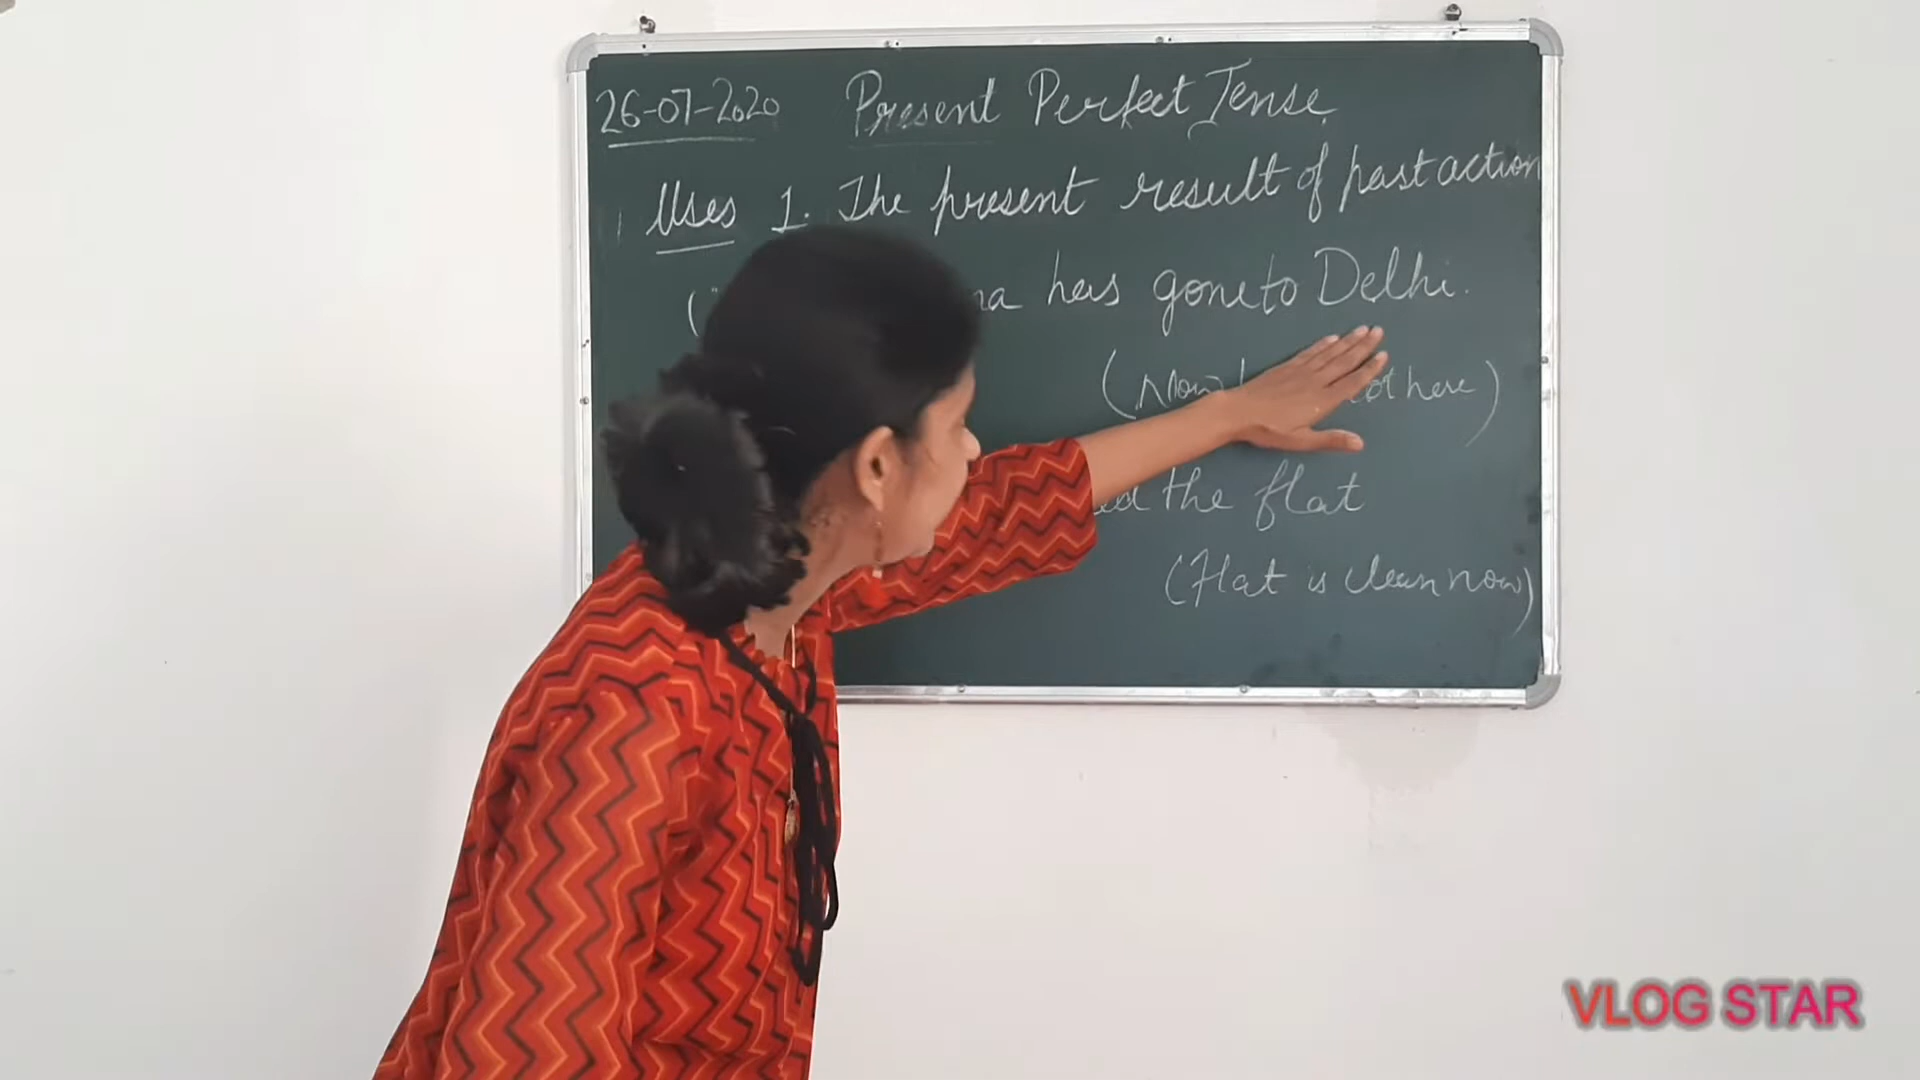 26-07-2020 Present Perfect Tense
Uses 1. The present result of past action
has gone to Delhi.
(Now here)
the flat
(Flat is clean now)
VLOG STAR